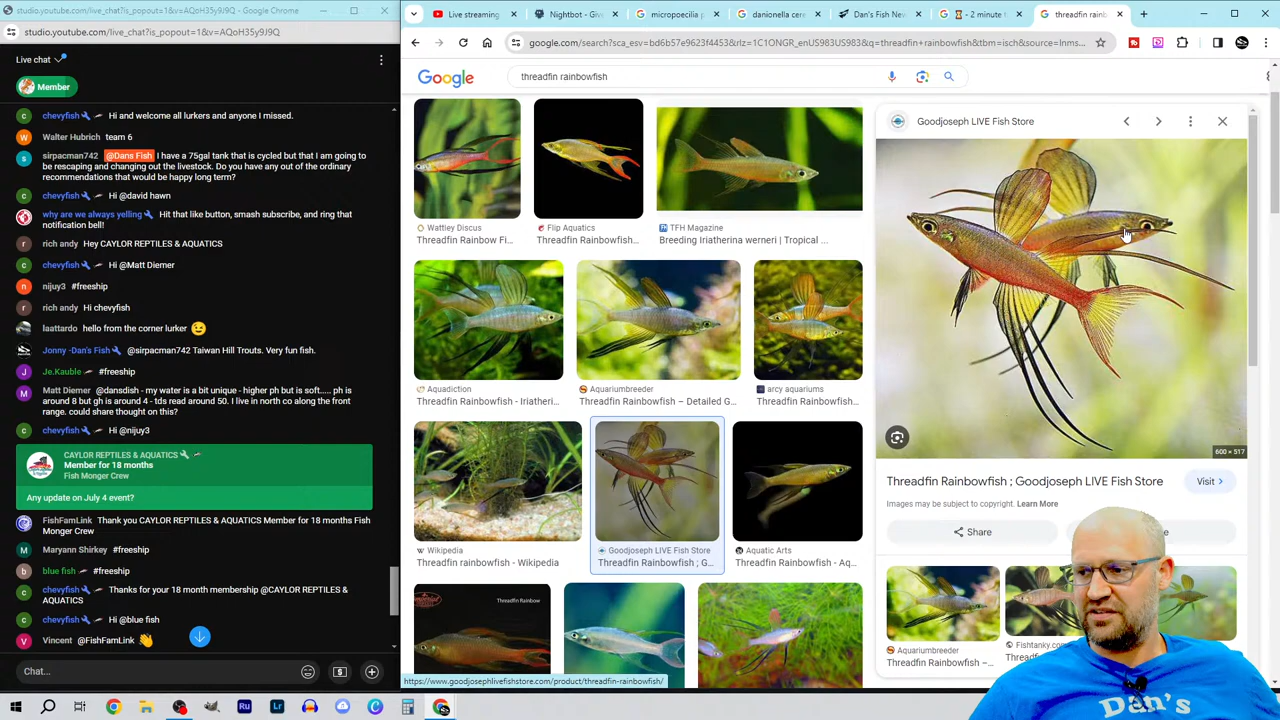 studio.youtube.com/live_chat?is_popout=1&v=AQoH35y9J9Q - Google Chrome
studio.youtube.com/live_chat?is_popout=1&v=AQoH35y9J9Q
Live chat
Member
chevyfish Hi and welcome all lurkers and anyone I missed.
Walter Hubrich team 6
sirpacman742 @Dans Fish I have a 75gal tank that is cycled but that I am going
to be rescaping and changing out the livestock. Do you have any out of the ordinary
recommendations that would be happy long term?
chevyfish Hi @david hawn
why are we always yelling Hit that like button, smash subscribe, and ring that
notification bell!
rich andy Hey CAYLOR REPTILES & AQUATICS
chevyfish Hi @Matt Diemer
nijuy3 #freeship
rich andy Hi chevyfish
laattardo hello from the corner lurker
Jonny -Dan's Fish @sirpacman742 Taiwan Hill Trouts. Very fun fish.
Je.Kauble #freeship
Matt Diemer @dansdish - my water is a bit unique - higher ph but is soft..... ph is
around 8 but gh is around 4 - tds read around 50. I live in north co along the front
range. could share thought on this?
chevyfish Hi @nijuy3
CAYLOR REPTILES & AQUATICS
Member for 18 months
Fish Monger Crew
Any update on July 4 event?
FishFamLink Thank you CAYLOR REPTILES & AQUATICS Member for 18 months Fish
Monger Crew
Maryann Shirkey #freeship
blue fish #freeship
chevyfish Thanks for your 18 month membership @CAYLOR REPTILES &
AQUATICS
chevyfish Hi @blue fish
Vincent @FishFamLink
Chat...
Live streaming
Nightbot - Giv
micropoecilia p
danionella cerr
Dan's Fish Nev
- 2 minute t
threadfin rainb
google.com/search?sca_esv=bd6b57e9623f4453&rlz=1C1ONGR_enUS983US983&q=threadfin+rainbowfish&tbm=isch&source=lnms...
Google
threadfin rainbowfish
Wattley Discus
Threadfin Rainbow Fi...
Flip Aquatics
Threadfin Rainbowfish...
TFH Magazine
Breeding Iriatherina werneri | Tropical ...
Aquadiction
Threadfin Rainbowfish - Iriatheri...
Aquariumbreeder
Threadfin Rainbowfish – Detailed G...
arcy aquariums
Threadfin Rainbowfish ...
Wikipedia
Threadfin rainbowfish - Wikipedia
Goodjoseph LIVE Fish Store
Threadfin Rainbowfish ; G...
Aquatic Arts
Threadfin Rainbowfish - Aq...
Threadfin Rainbow
https://www.goodjosephlivefishstore.com/product/threadfin-rainbowfish/
Goodjoseph LIVE Fish Store
600 × 517
Threadfin Rainbowfish ; Goodjoseph LIVE Fish Store
Visit
Images may be subject to copyright. Learn More
Share
Aquariumbreeder
Threadfin Rainbowfish –...
Fishtanky.co
Threadfin
Dan's
Ru
Lr